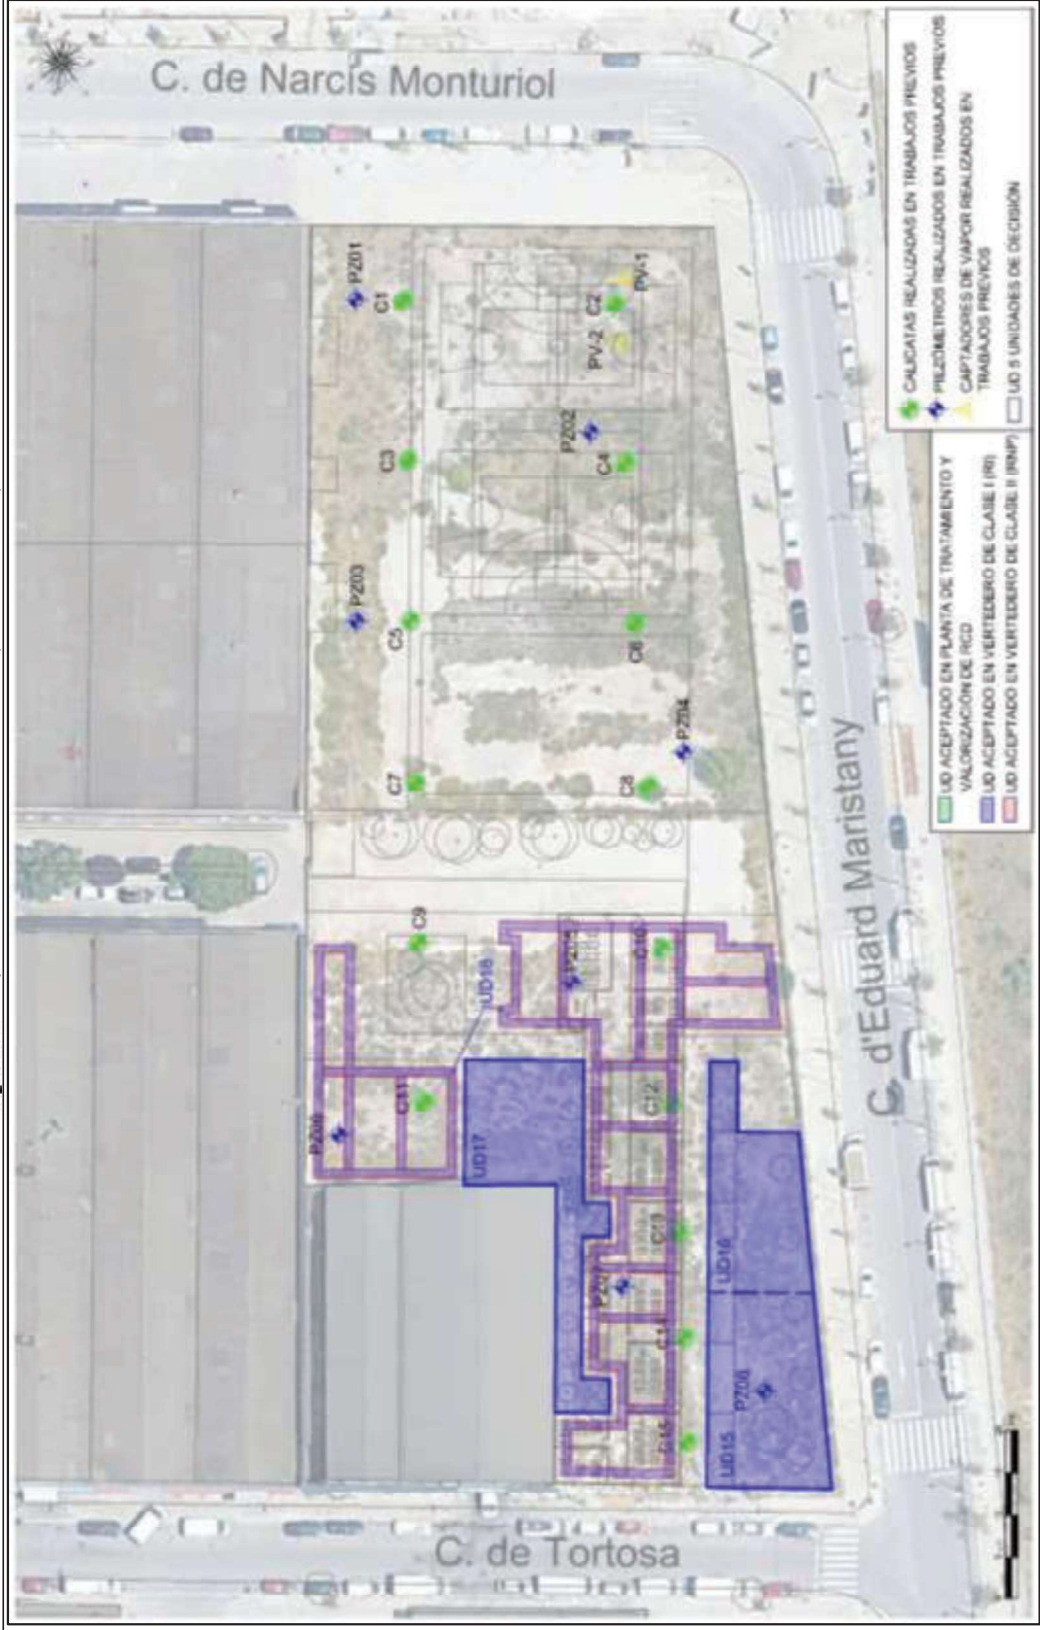 C. de Narcís Monturiol
PZ01
C1
C2
PV-1
PV-2
PZ02
C3
C4
PZ03
C5
C6
C7
C8
PZ04
C9
C10
UD18
C11
C12
UD17
UD16
UD15
PZ08
C. d'Eduard Maristany
C. de Tortosa
CALICATAS REALIZADAS EN TRABAJOS PREVIOS
PIEZÓMETROS REALIZADOS EN TRABAJOS PREVIOS
CAPTADORES DE VAPOR REALIZADOS EN
TRABAJOS PREVIOS
UD ACEPTADO EN PLANTA DE TRATAMIENTO Y
VALORIZACIÓN DE RCD
UD ACEPTADO EN VERTEDERO DE CLASE I (RI)
UD ACEPTADO EN VERTEDERO DE CLASE II (RNP)
UD 5 UNIDADES DE DECISIÓN